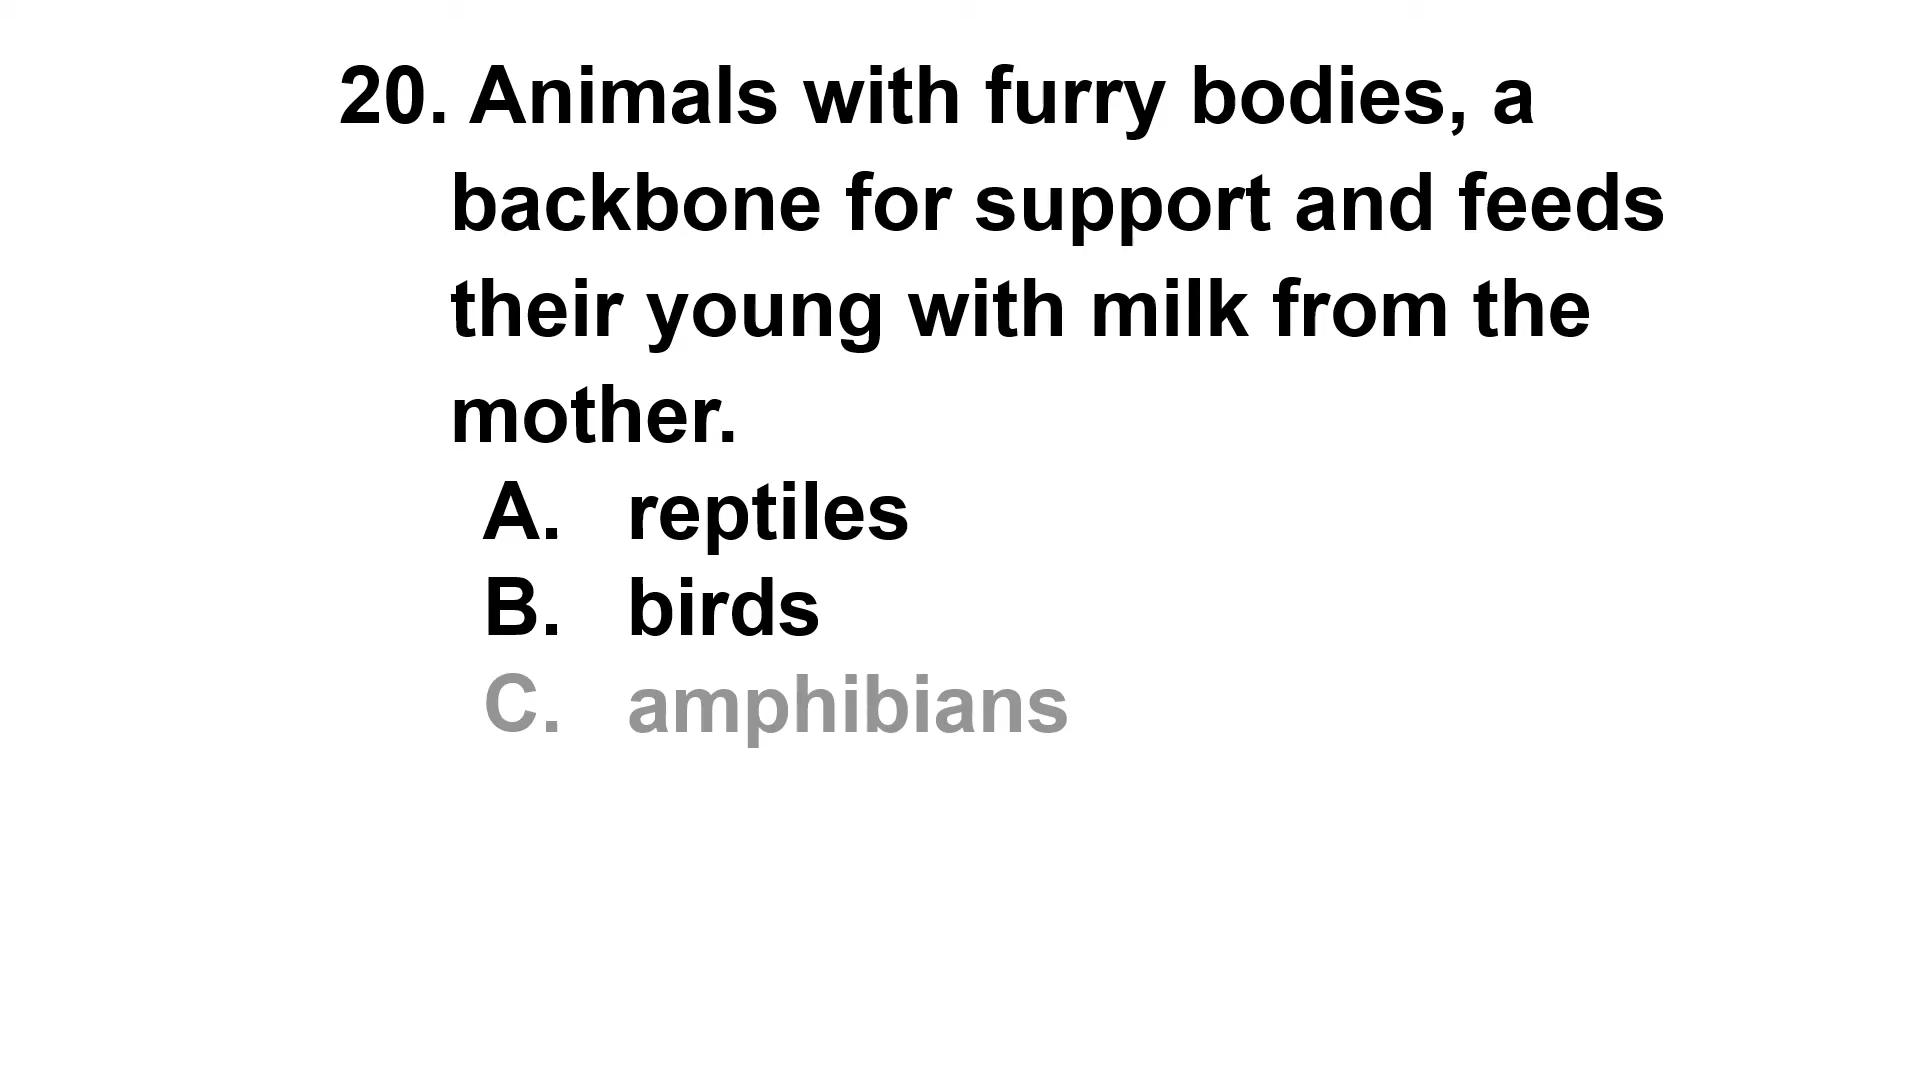 20. Animals with furry bodies, a
backbone for support and feeds
their young with milk from the
mother.
A. reptiles
B. birds
C. amphibians